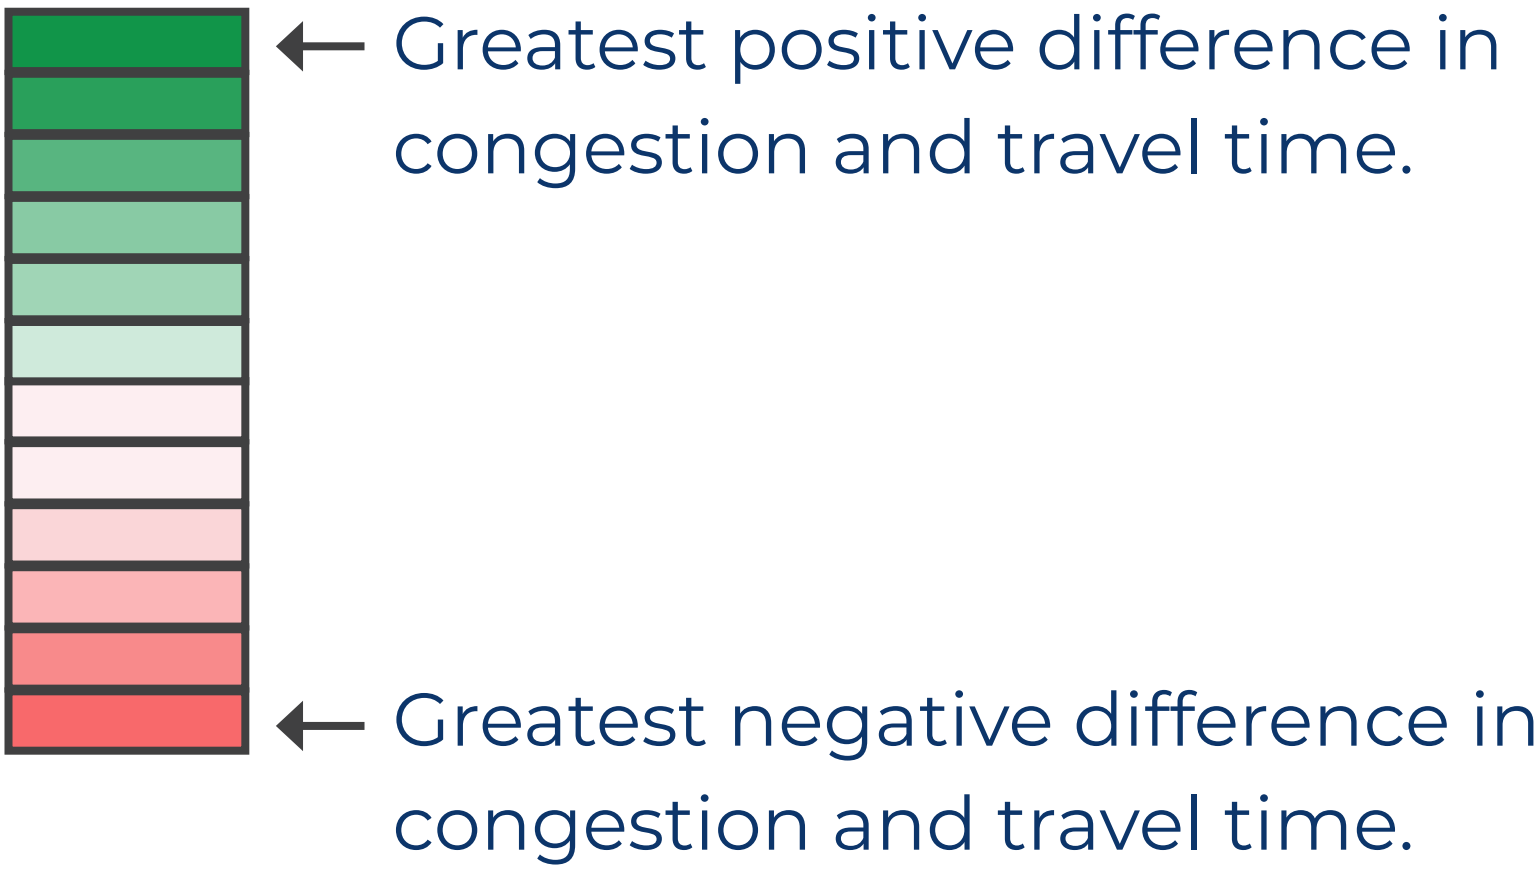 Greatest positive difference in
congestion and travel time.
Greatest negative difference in
congestion and travel time.